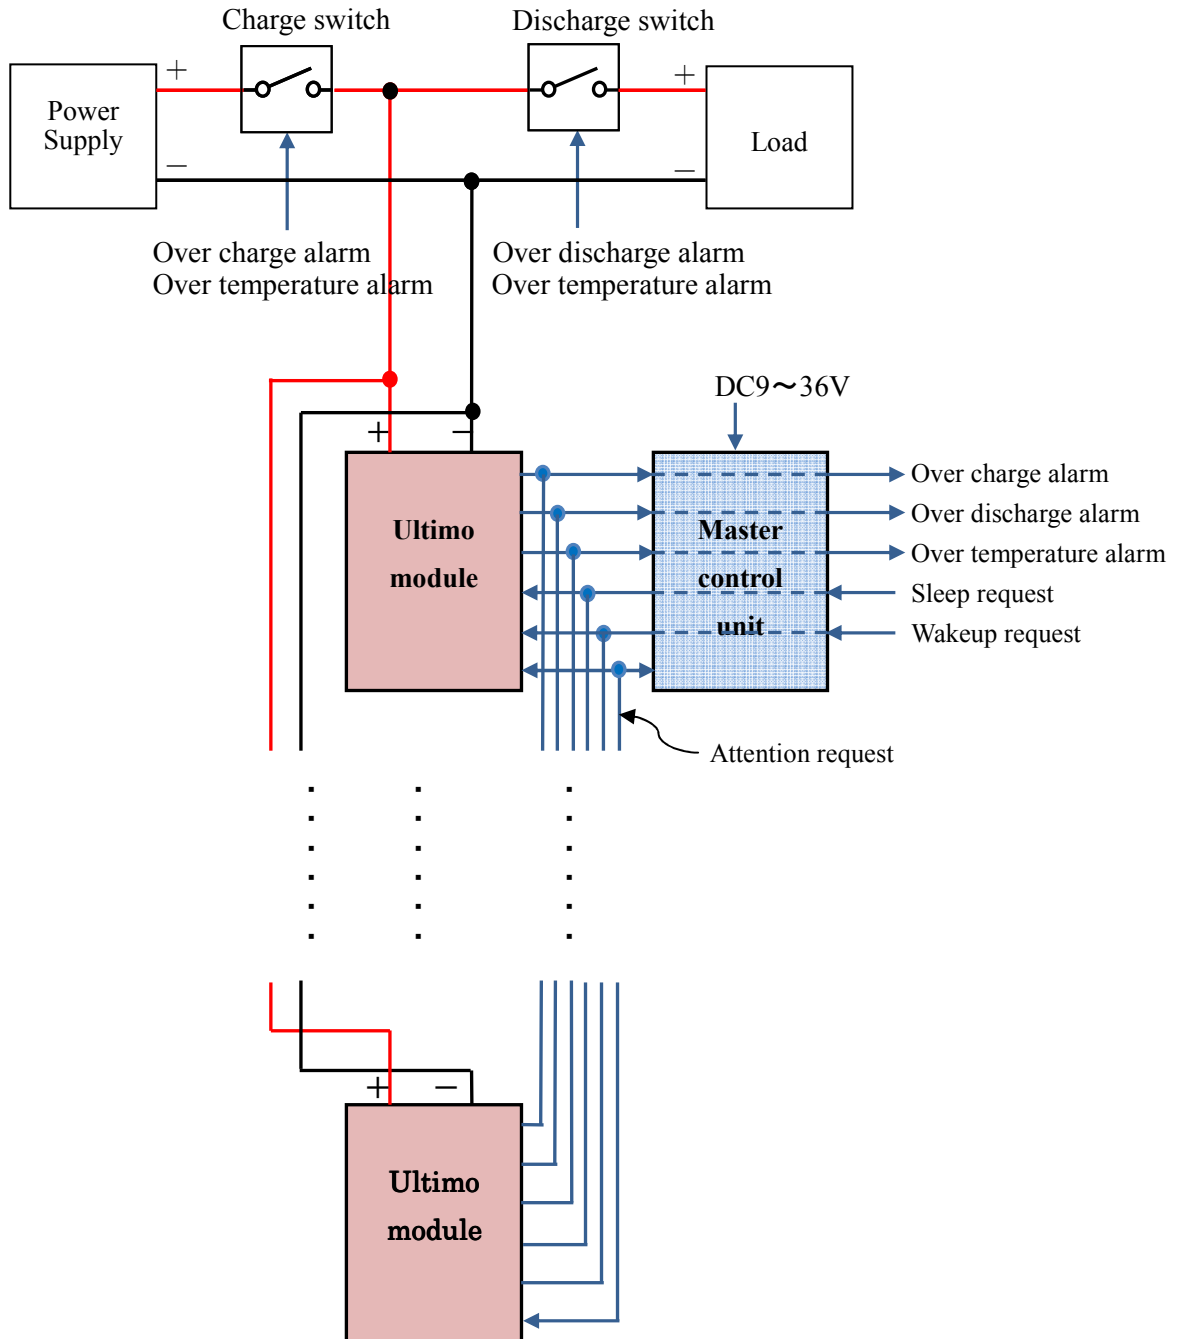 Charge switch
Discharge switch
+
+
Power
Supply
Load
−
−
Over charge alarm
Over temperature alarm
Over discharge alarm
Over temperature alarm
DC9～36V
+
−
Ultimo
module
Master
control
unit
Over charge alarm
Over discharge alarm
Over temperature alarm
Sleep request
Wakeup request
Attention request
+
−
Ultimo
module